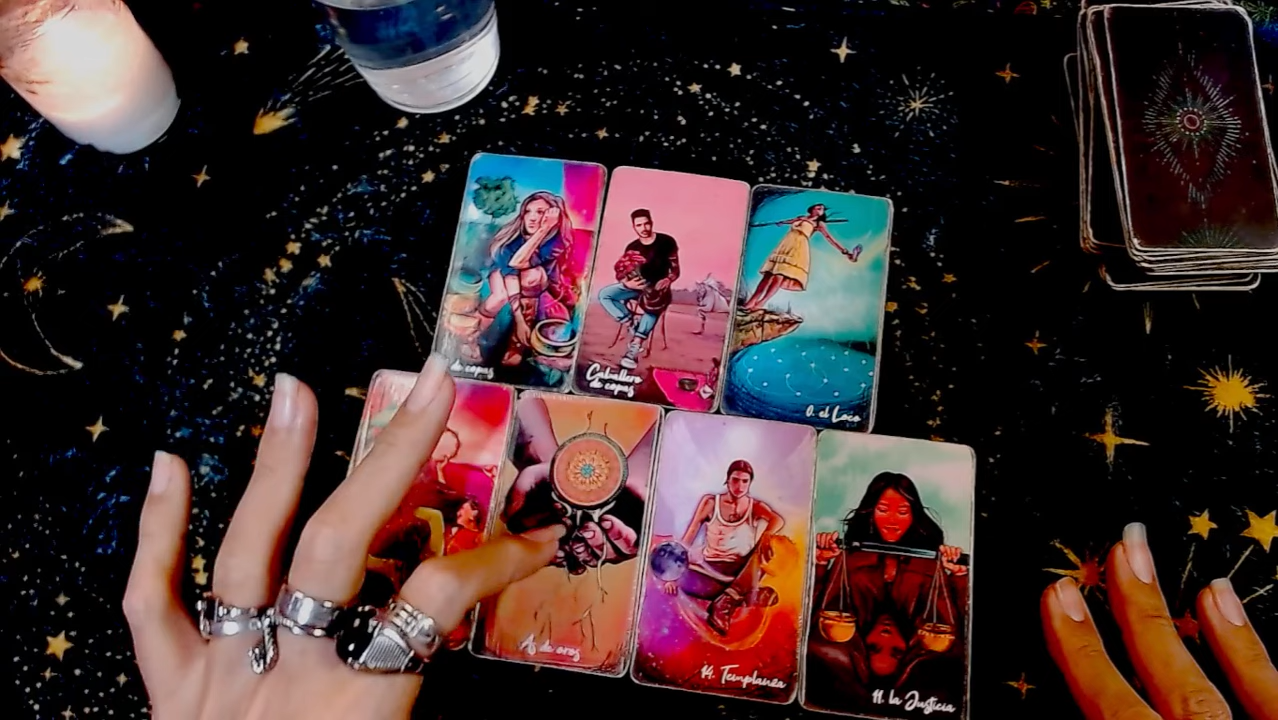 de copas
Caballero
de copas
0. el Loco
As de oros
14. Templanza
11. la Justicia